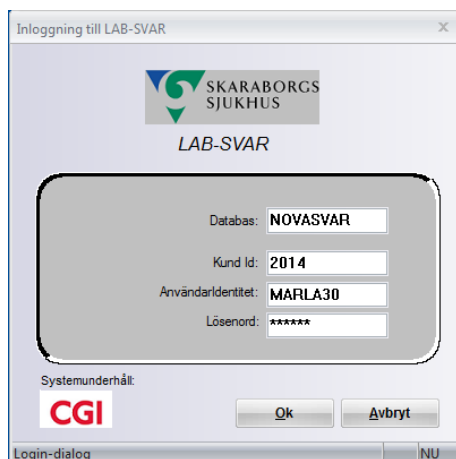 Inloggning till LAB-SVAR
SKARABORGS
SJUKHUS
LAB-SVAR
Databas: NOVASVAR
Kund Id: 2014
Användaridentitet: MARLA30
Lösenord: ******
Systemunderhåll:
CGI
Ok Avbryt
Login-dialog NU